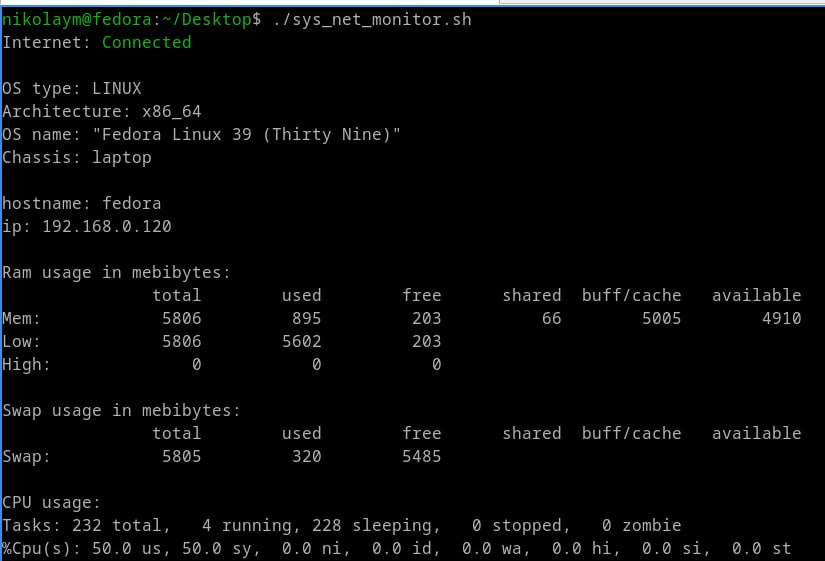 nikolaym@fedora:~/Desktop$ ./sys_net_monitor.sh
Internet: Connected
OS type: LINUX
Architecture: x86_64
OS name: "Fedora Linux 39 (Thirty Nine)"
Chassis: laptop
hostname: fedora
ip: 192.168.0.120
Ram usage in mebibytes:
               total        used        free      shared  buff/cache   available
Mem:            5806         895         203          66        5005        4910
Low:            5806        5602         203
High:              0           0           0
Swap usage in mebibytes:
               total        used        free      shared  buff/cache   available
Swap:           5805         320        5485
CPU usage:
Tasks: 232 total,   4 running, 228 sleeping,   0 stopped,   0 zombie
%Cpu(s): 50.0 us, 50.0 sy,  0.0 ni,  0.0 id,  0.0 wa,  0.0 hi,  0.0 si,  0.0 st